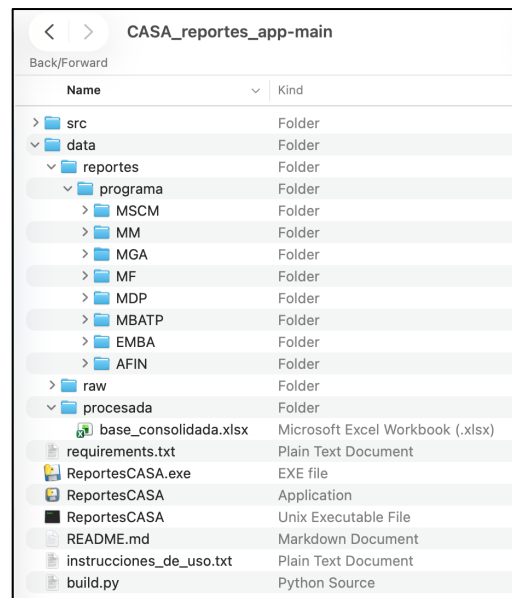 CASA_reportes_app-main
Back/Forward
Name Kind
src Folder
data Folder
reportes Folder
programa Folder
MSCM Folder
MM Folder
MGA Folder
MF Folder
MDP Folder
MBATP Folder
EMBA Folder
AFIN Folder
raw Folder
procesada Folder
base_consolidada.xlsx Microsoft Excel Workbook (.xlsx)
requirements.txt Plain Text Document
ReportesCASA.exe EXE file
ReportesCASA Application
ReportesCASA Unix Executable File
README.md Markdown Document
instrucciones_de_uso.txt Plain Text Document
build.py Python Source